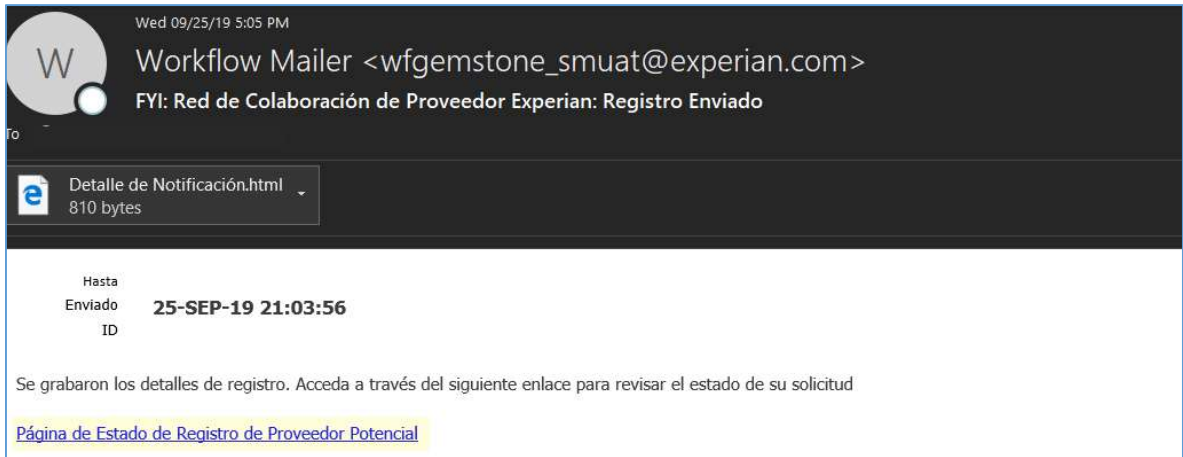 Wed 09/25/19 5:05 PM
W
Workflow Mailer <wfgemstone_smuat@experian.com>
FYI: Red de Colaboración de Proveedor Experian: Registro Enviado
To
Detalle de Notificación.html
810 bytes
Hasta
Enviado 25-SEP-19 21:03:56
ID
Se grabaron los detalles de registro. Acceda a través del siguiente enlace para revisar el estado de su solicitud
Página de Estado de Registro de Proveedor Potencial